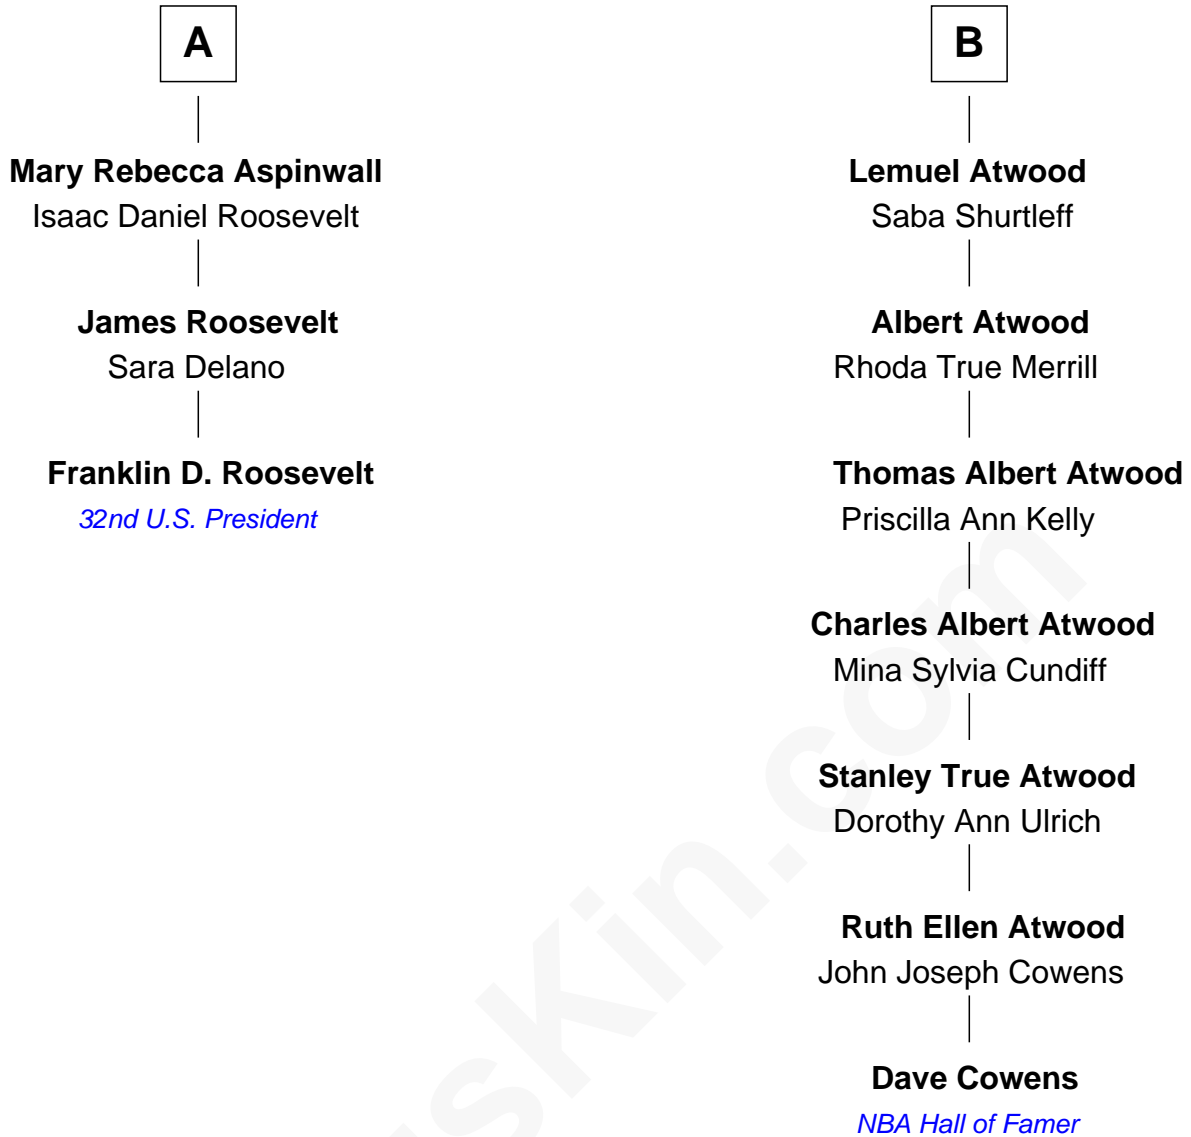 A
Mary Rebecca Aspinwall
Isaac Daniel Roosevelt
James Roosevelt
Sara Delano
Franklin D. Roosevelt
32nd U.S. President
B
Lemuel Atwood
Saba Shurtleff
Albert Atwood
Rhoda True Merrill
Thomas Albert Atwood
Priscilla Ann Kelly
Charles Albert Atwood
Mina Sylvia Cundiff
Stanley True Atwood
Dorothy Ann Ulrich
Ruth Ellen Atwood
John Joseph Cowens
Dave Cowens
NBA Hall of Famer
sKin.com